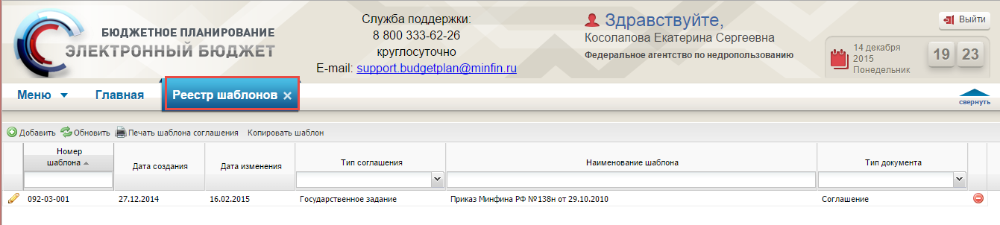 БЮДЖЕТНОЕ ПЛАНИРОВАНИЕ
ЭЛЕКТРОННЫЙ БЮДЖЕТ
Служба поддержки:
8 800 333-62-26
круглосуточно
E-mail: support.budgetplan@minfin.ru
Здравствуйте,
Косолапова Екатерина Сергеевна
Федеральное агентство по недропользованию
Выйти
14 декабря
2015
Понедельник
19 23
Меню Главная Реестр шаблонов
свернуть
Добавить Обновить Печать шаблона соглашения Копировать шаблон
Номер шаблона Дата создания Дата изменения Тип соглашения Наименование шаблона Тип документа
092-03-001 27.12.2014 16.02.2015 Государственное задание Приказ Минфина РФ №138н от 29.10.2010 Соглашение